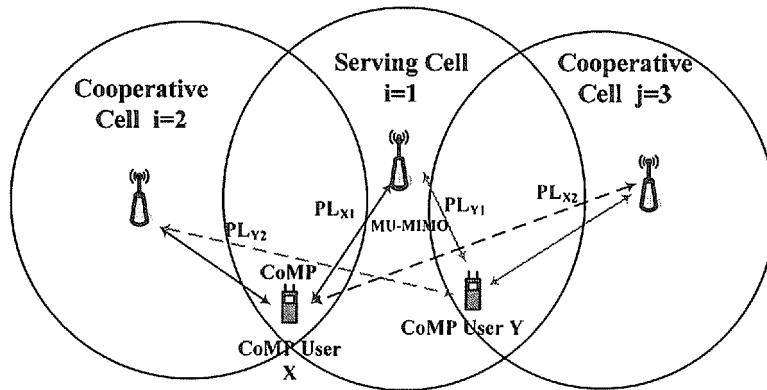 Cooperative
Cell i=2
Serving Cell
i=1
Cooperative
Cell j=3
PLX1
PLY1
PLX2
MU-MIMO
PLY2
CoMP
CoMP User
X
CoMP User Y